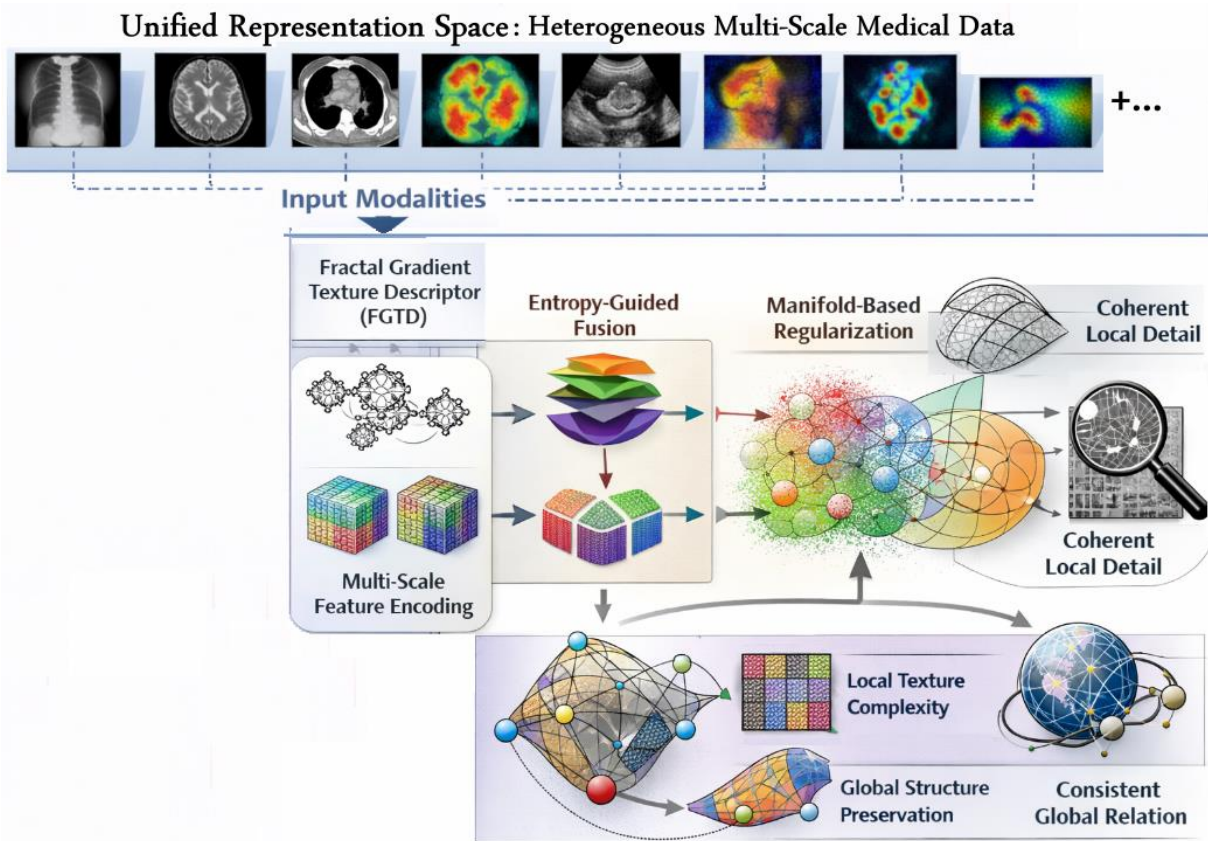 Unified Representation Space: Heterogeneous Multi-Scale Medical Data
+...
Input Modalities
Fractal Gradient
Texture Descriptor
(FGTD)
Entropy-Guided
Fusion
Manifold-Based
Regularization
Coherent
Local Detail
Multi-Scale
Feature Encoding
Coherent
Local Detail
Local Texture
Complexity
Global Structure
Preservation
Consistent
Global Relation